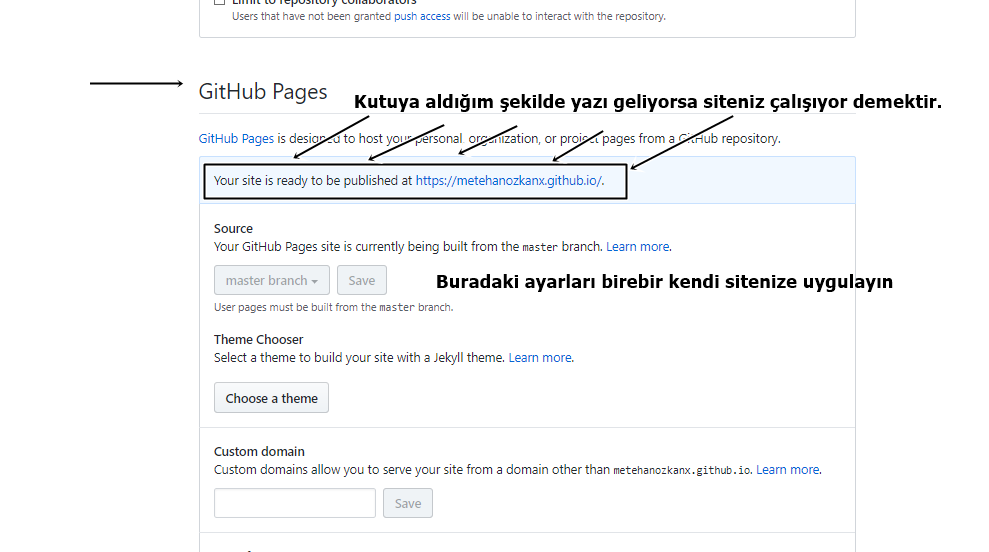 Limit to repository collaborators
Users that have not been granted push access will be unable to interact with the repository.
GitHub Pages
Kutuya aldığım şekilde yazı geliyorsa siteniz çalışıyor demektir.
GitHub Pages is designed to host your personal, organization, or project pages from a GitHub repository.
Your site is ready to be published at https://metehanozkanx.github.io/.
Source
Your GitHub Pages site is currently being built from the master branch. Learn more.
master branch
Save
Buradaki ayarları birebir kendi sitenize uygulayın
User pages must be built from the master branch.
Theme Chooser
Select a theme to build your site with a Jekyll theme. Learn more.
Choose a theme
Custom domain
Custom domains allow you to serve your site from a domain other than metehanozkanx.github.io. Learn more.
Save